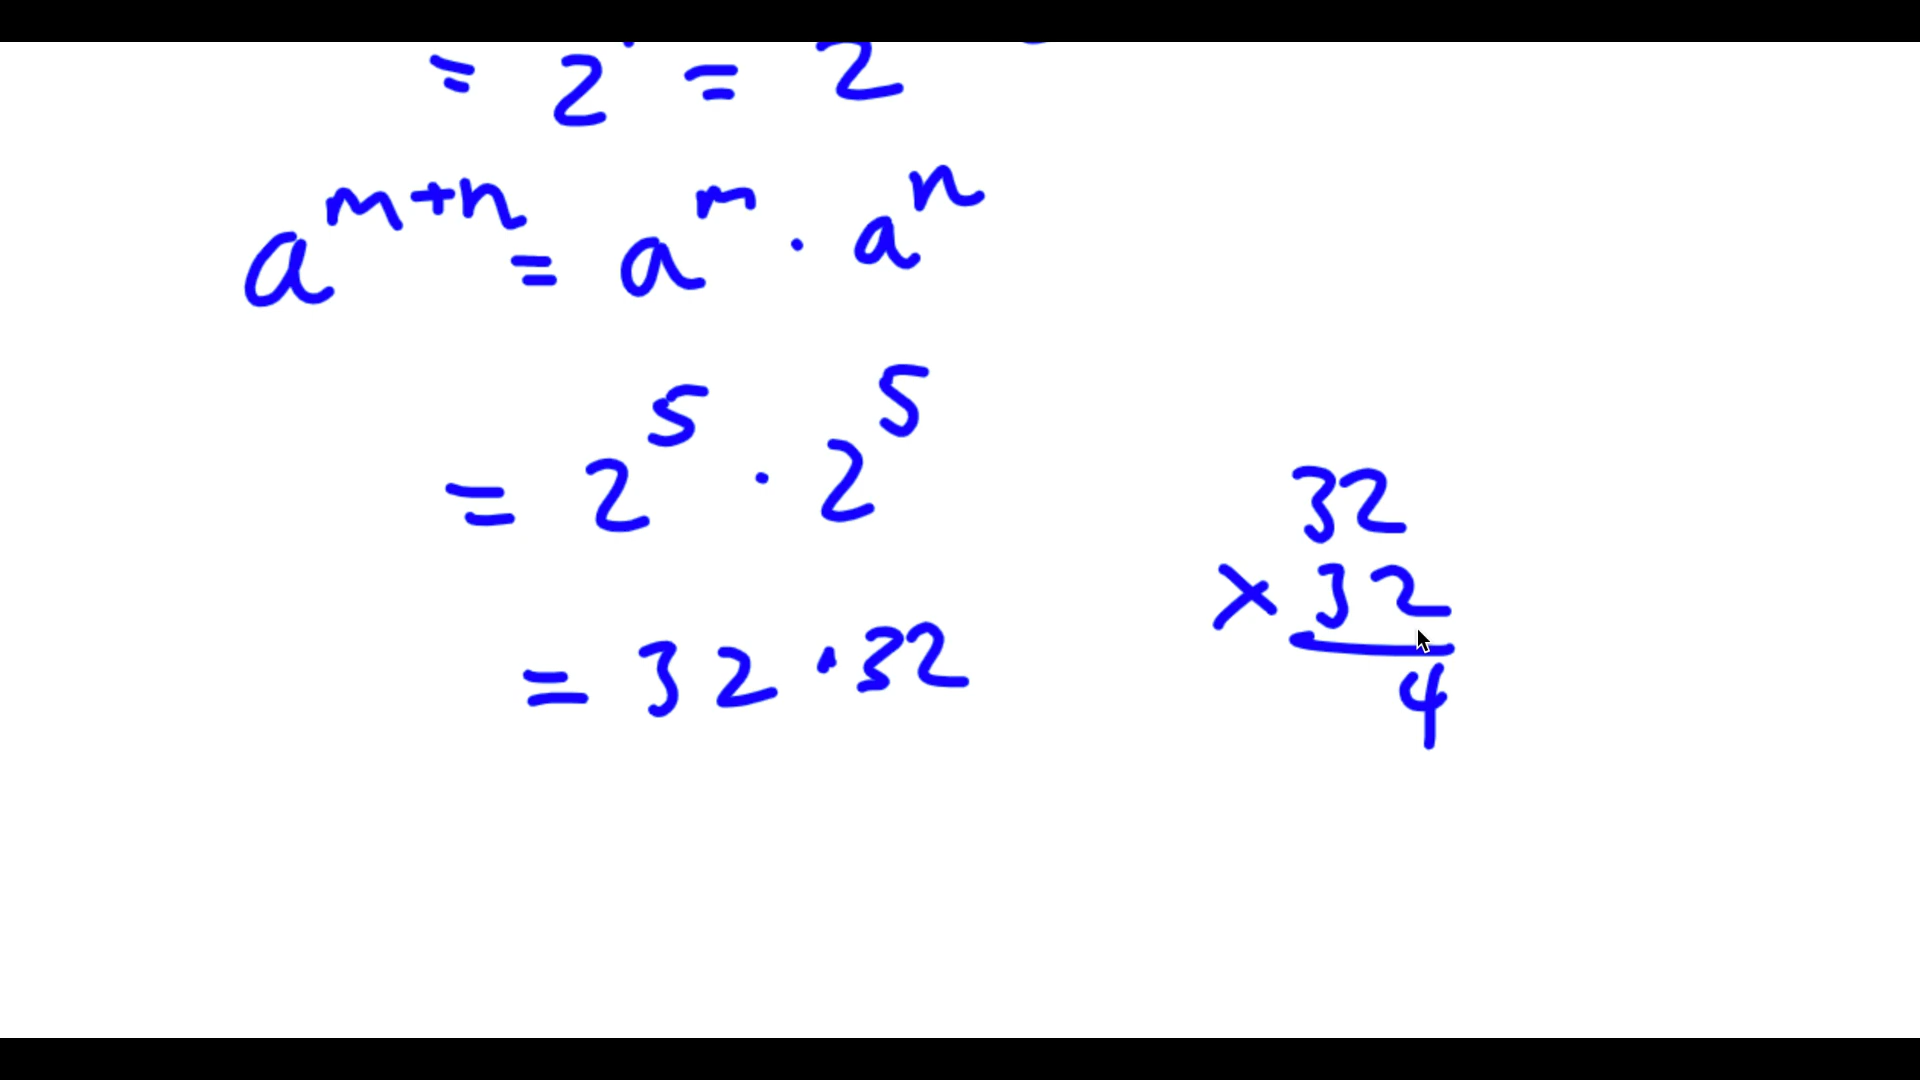 = 2 = 2
a^{m+n} = a^m · a^n
= 2^5 · 2^5
= 32 · 32
32
× 32
4